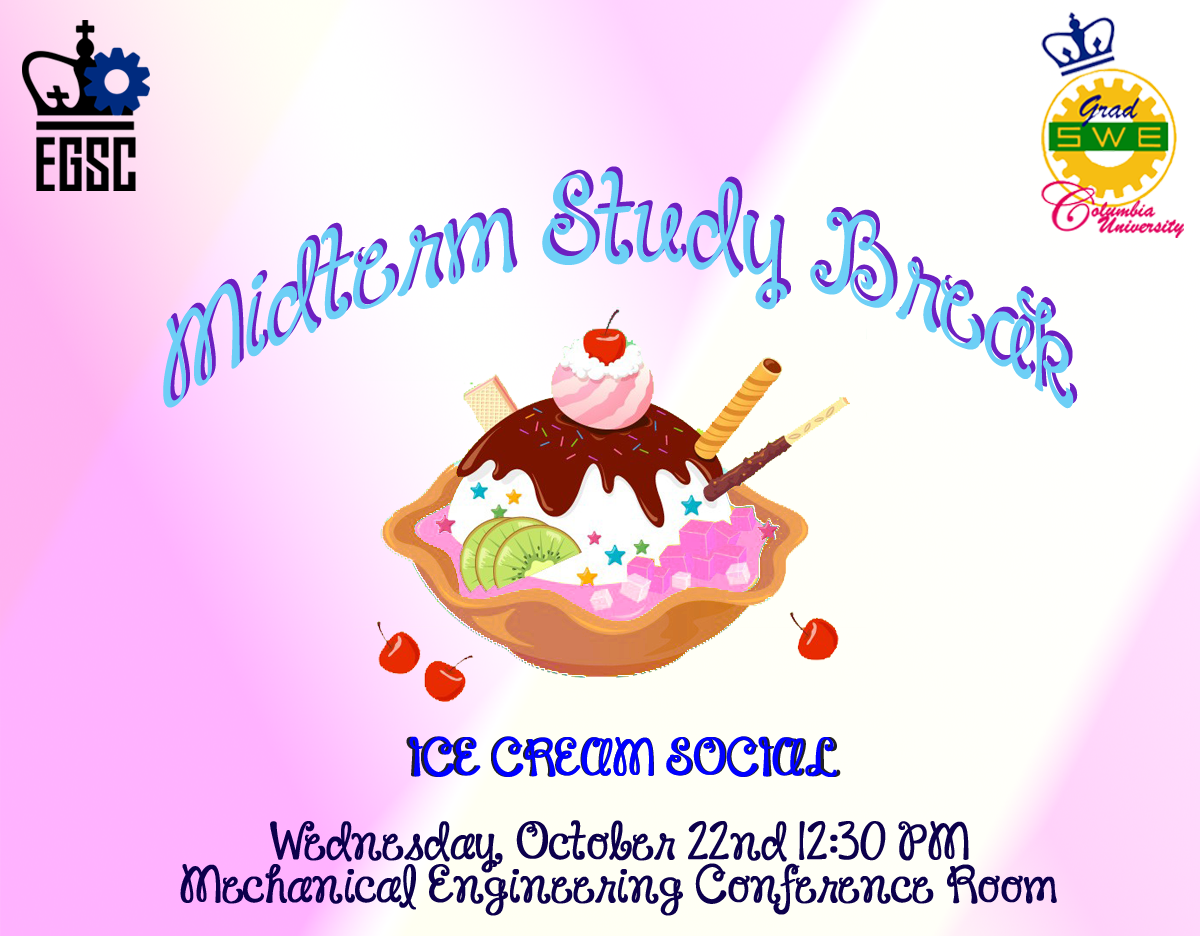 EGSC
Grad
SWE
Columbia
University
Midterm Study Break
ICE CREAM SOCIAL
Wednesday, October 22nd 12:30 PM
Mechanical Engineering Conference Room